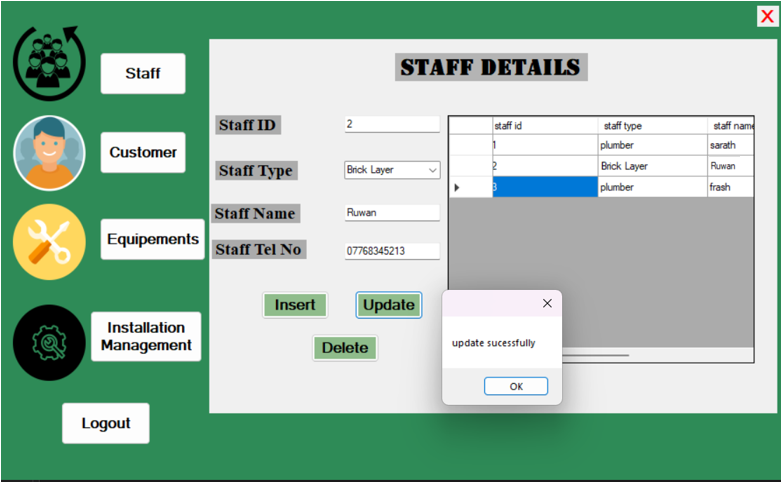 X
Staff
Customer
Equipements
Installation
Management
Logout
STAFF DETAILS
Staff ID
2
Staff Type
Brick Layer
Staff Name
Ruwan
Staff Tel No
07768345213
Insert
Update
Delete
staff id staff type staff name
1 plumber sarath
2 Brick Layer Ruwan
3 plumber frash
update sucessfully
OK